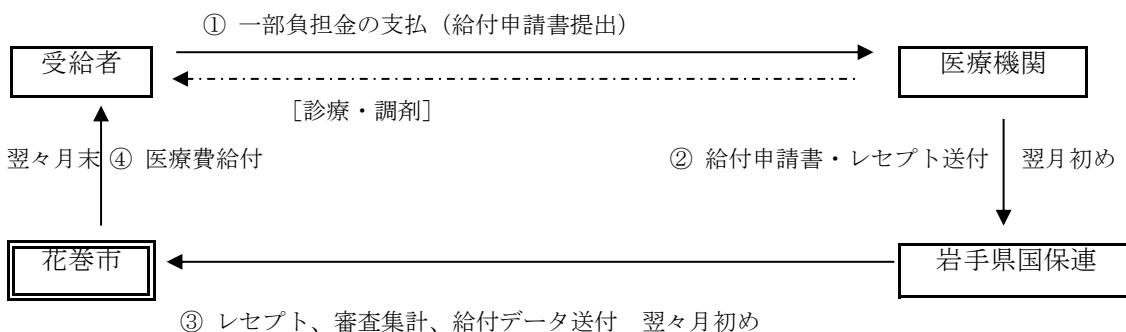 ① 一部負担金の支払（給付申請書提出）
受給者
医療機関
［診療・調剤］
翌々月末 ④ 医療費給付
② 給付申請書・レセプト送付 翌月初め
花巻市
岩手県国保連
③ レセプト、審査集計、給付データ送付　翌々月初め